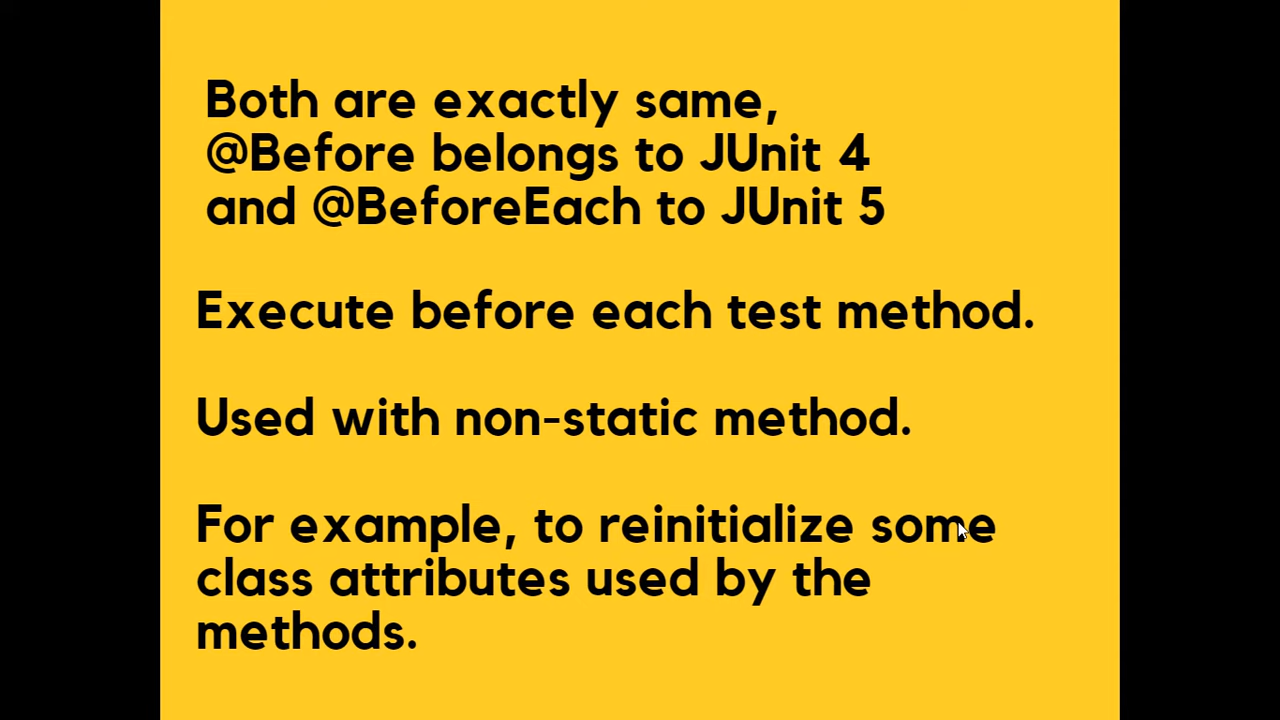 Both are exactly same,
@Before belongs to JUnit 4
and @BeforeEach to JUnit 5
Execute before each test method.
Used with non-static method.
For example, to reinitialize some
class attributes used by the
methods.